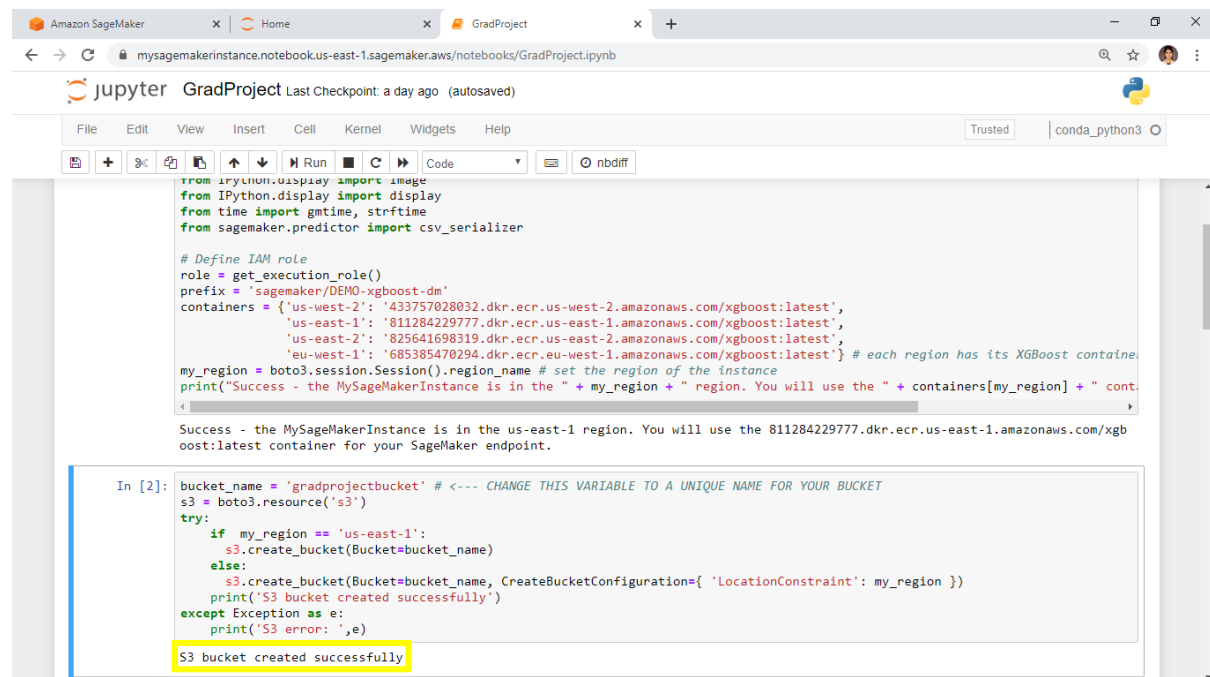 Amazon SageMaker
Home
GradProject
mysagemakerinstance.notebook.us-east-1.sagemaker.aws/notebooks/GradProject.ipynb
jupyter GradProject Last Checkpoint: a day ago (autosaved)
File Edit View Insert Cell Kernel Widgets Help
Trusted
conda_python3
Run
Code
nbdiff
from IPython.display import Image
from IPython.display import display
from time import gmtime, strftime
from sagemaker.predictor import csv_serializer
# Define IAM role
role = get_execution_role()
prefix = 'sagemaker/DEMO-xgboost-dm'
containers = {'us-west-2': '433757028032.dkr.ecr.us-west-2.amazonaws.com/xgboost:latest',
'us-east-1': '811284229777.dkr.ecr.us-east-1.amazonaws.com/xgboost:latest',
'us-east-2': '825641698319.dkr.ecr.us-east-2.amazonaws.com/xgboost:latest',
'eu-west-1': '685385470294.dkr.ecr.eu-west-1.amazonaws.com/xgboost:latest'} # each region has its XGBoost containe
my_region = boto3.session.Session().region_name # set the region of the instance
print("Success - the MySageMakerInstance is in the " + my_region + " region. You will use the " + containers[my_region] + " cont
Success - the MySageMakerInstance is in the us-east-1 region. You will use the 811284229777.dkr.ecr.us-east-1.amazonaws.com/xgb
oost:latest container for your SageMaker endpoint.
In [2]: bucket_name = 'gradprojectbucket' # <--- CHANGE THIS VARIABLE TO A UNIQUE NAME FOR YOUR BUCKET
s3 = boto3.resource('s3')
try:
if my_region == 'us-east-1':
s3.create_bucket(Bucket=bucket_name)
else:
s3.create_bucket(Bucket=bucket_name, CreateBucketConfiguration={ 'LocationConstraint': my_region })
print('S3 bucket created successfully')
except Exception as e:
print('S3 error: ',e)
S3 bucket created successfully